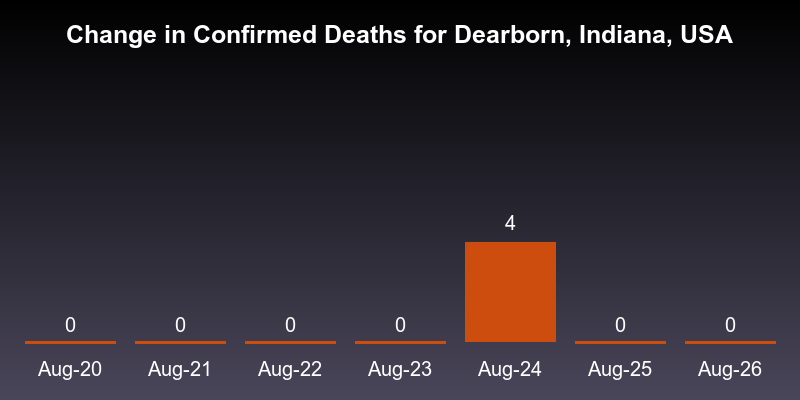 Change in Confirmed Deaths for Dearborn, Indiana, USA
4
0 0 0 0 0 0
Aug-20 Aug-21 Aug-22 Aug-23 Aug-24 Aug-25 Aug-26